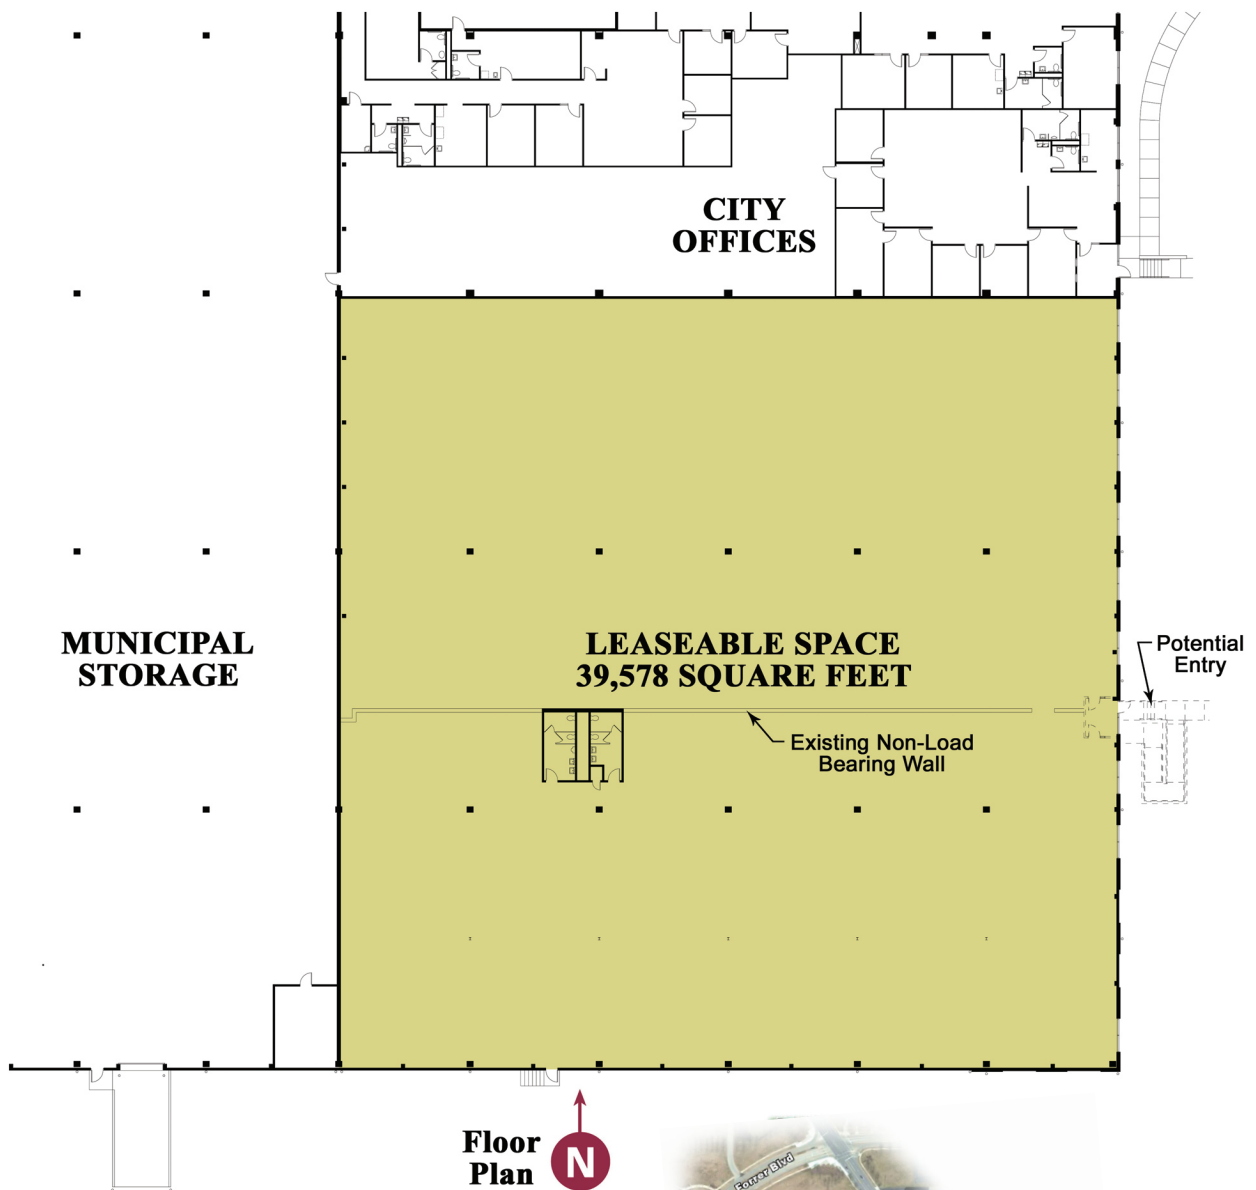 CITY
OFFICES
MUNICIPAL
STORAGE
LEASEABLE SPACE
39,578 SQUARE FEET
Potential
Entry
Existing Non-Load
Bearing Wall
Floor
Plan
N
Forrer Blvd